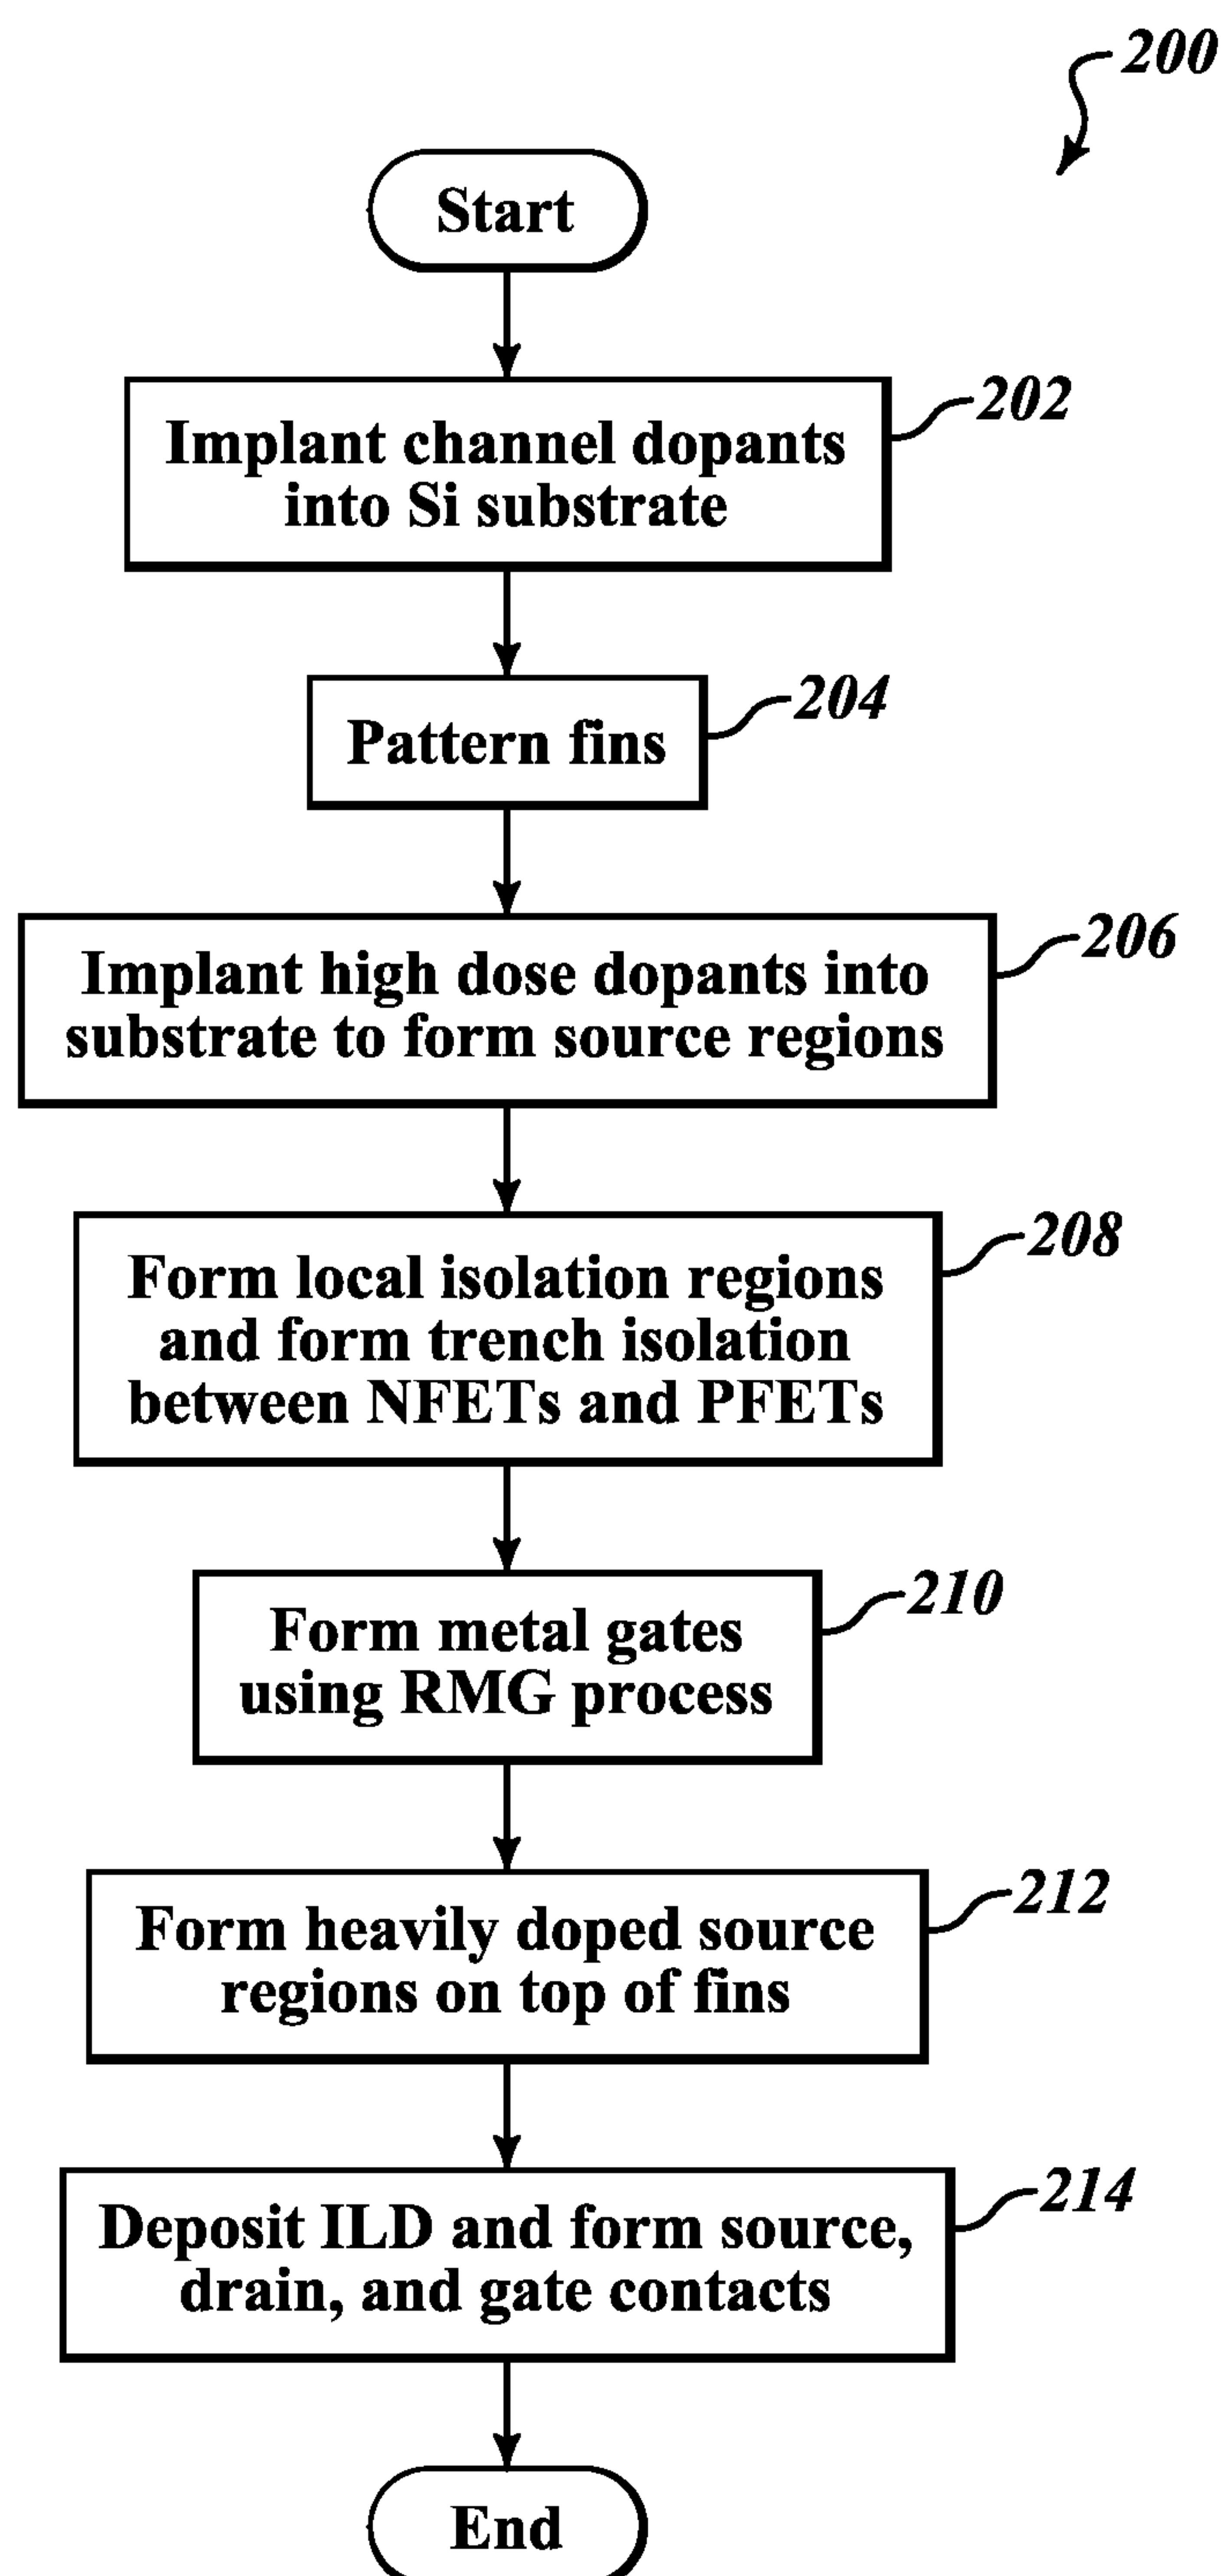 200
Start
202
Implant channel dopants
into Si substrate
204
Pattern fins
206
Implant high dose dopants into
substrate to form source regions
208
Form local isolation regions
and form trench isolation
between NFETs and PFETs
210
Form metal gates
using RMG process
212
Form heavily doped source
regions on top of fins
214
Deposit ILD and form source,
drain, and gate contacts
End